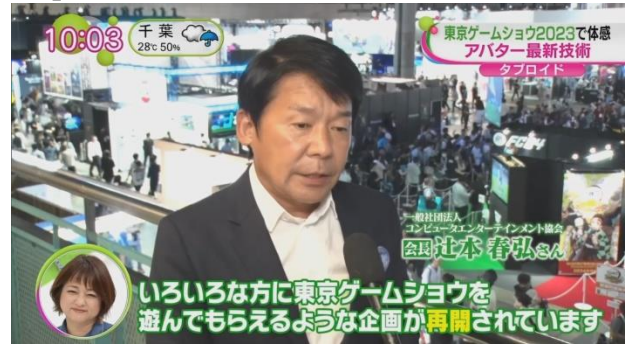 10:03
千葉
28℃ 50%
東京ゲームショウ2023で体感
アバター最新技術
タブロイド
一般社団法人
コンピュータエンターテインメント協会
会長 辻本 春弘さん
いろいろな方に東京ゲームショウを
遊んでもらえるような企画が再開されています